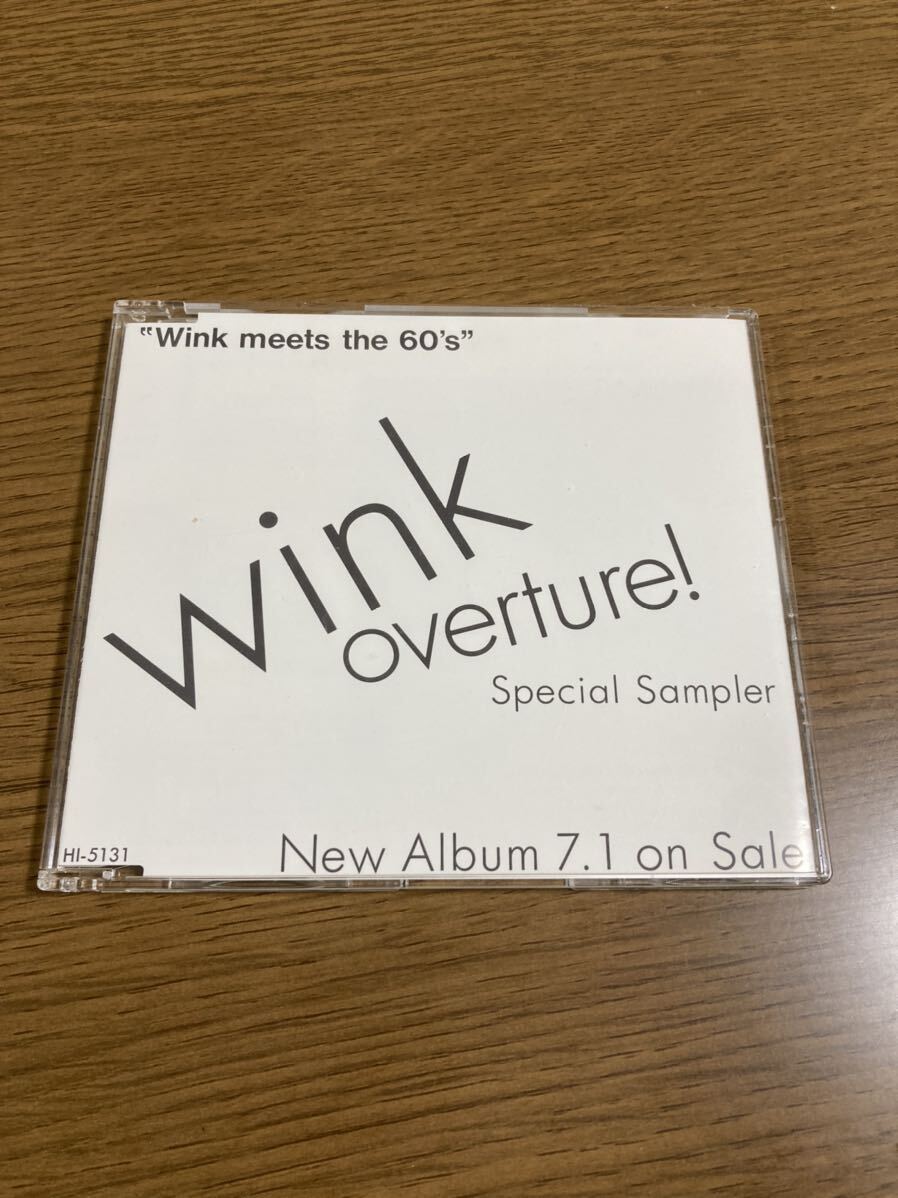 “Wink meets the 60’s”
wink
overture!
Special Sampler
HI-5131
New Album 7.1 on Sale